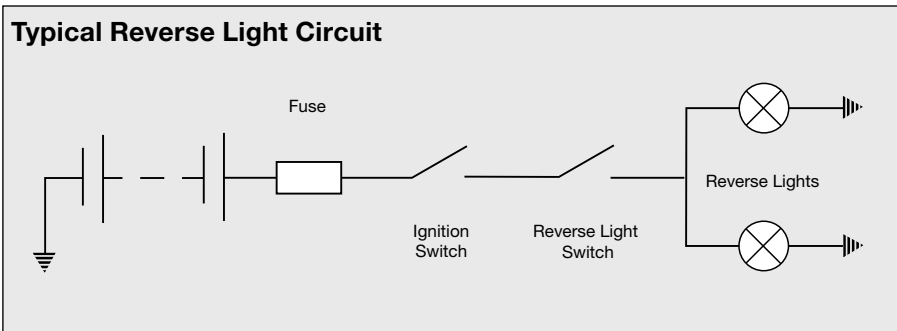 Typical Reverse Light Circuit
Fuse
Ignition
Switch
Reverse Light
Switch
Reverse Lights